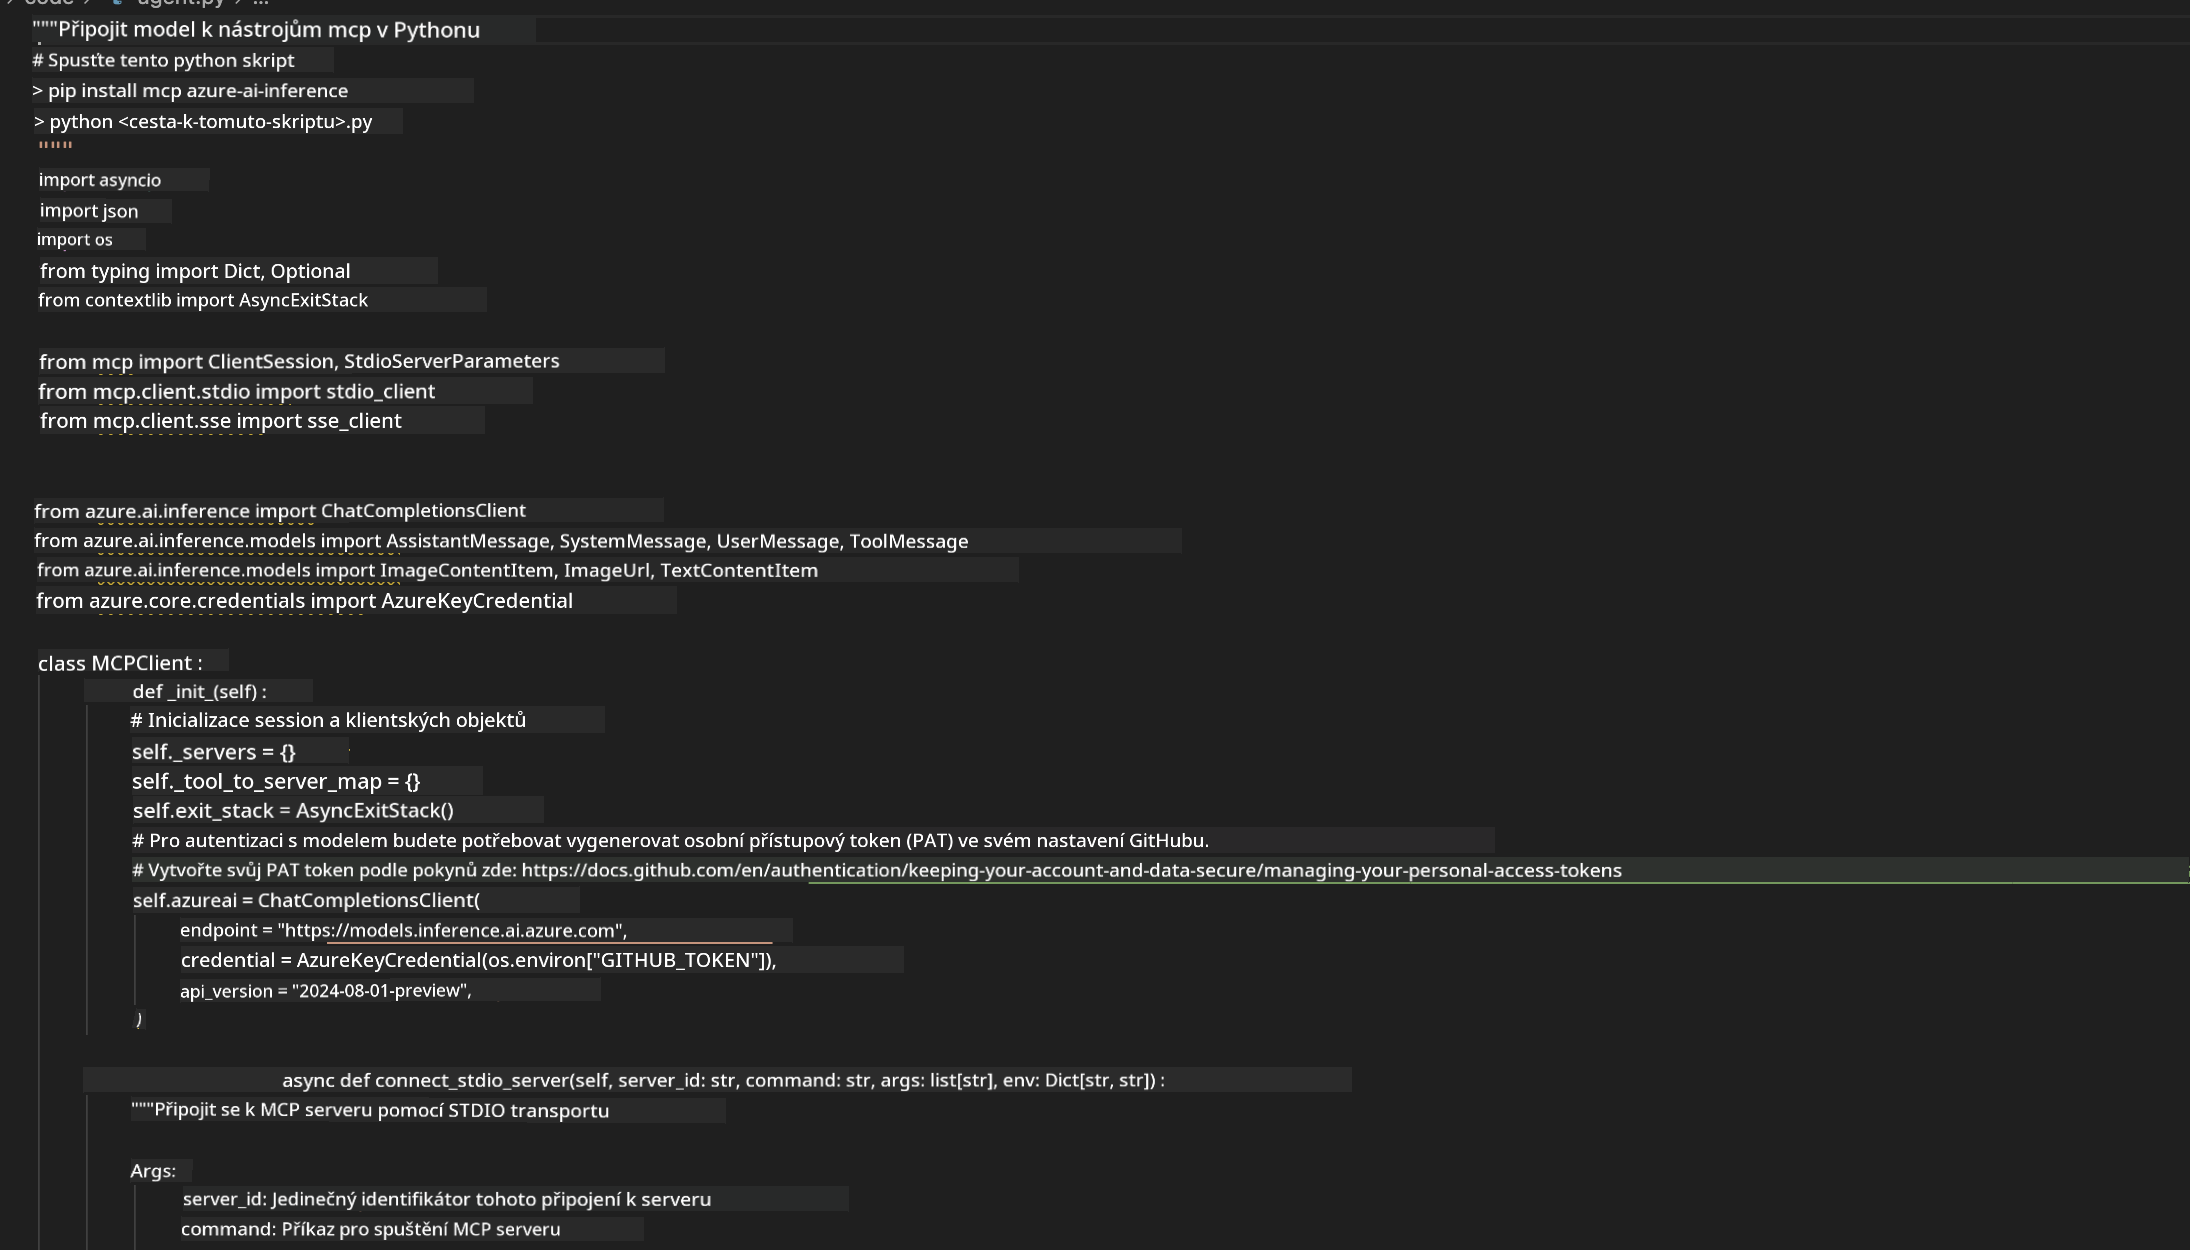 code > agent.py > ...
"""Připojit model k nástrojům mcp v Pythonu
# Spusťte tento python skript
> pip install mcp azure-ai-inference
> python <cesta-k-tomuto-skriptu>.py
"""
import asyncio
import json
import os
from typing import Dict, Optional
from contextlib import AsyncExitStack
from mcp import ClientSession, StdioServerParameters
from mcp.client.stdio import stdio_client
from mcp.client.sse import sse_client
from azure.ai.inference import ChatCompletionsClient
from azure.ai.inference.models import AssistantMessage, SystemMessage, UserMessage, ToolMessage
from azure.ai.inference.models import ImageContentItem, ImageUrl, TextContentItem
from azure.core.credentials import AzureKeyCredential
class MCPClient :
def _init_(self) :
# Inicializace session a klientských objektů
self._servers = {}
self._tool_to_server_map = {}
self.exit_stack = AsyncExitStack()
# Pro autentizaci s modelem budete potřebovat vygenerovat osobní přístupový token (PAT) ve svém nastavení GitHubu.
# Vytvořte svůj PAT token podle pokynů zde: https://docs.github.com/en/authentication/keeping-your-account-and-data-secure/managing-your-personal-access-tokens
self.azureai = ChatCompletionsClient(
endpoint = "https://models.inference.ai.azure.com",
credential = AzureKeyCredential(os.environ["GITHUB_TOKEN"]),
api_version = "2024-08-01-preview",
)
async def connect_stdio_server(self, server_id: str, command: str, args: list[str], env: Dict[str, str]) :
"""Připojit se k MCP serveru pomocí STDIO transportu
Args:
server_id: Jedinečný identifikátor tohoto připojení k serveru
command: Příkaz pro spuštění MCP serveru